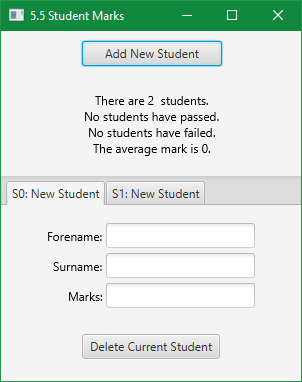 5.5 Student Marks
Add New Student
There are 2  students.
No students have passed.
No students have failed.
The average mark is 0.
S0: New Student S1: New Student
Forename:
Surname:
Marks:
Delete Current Student